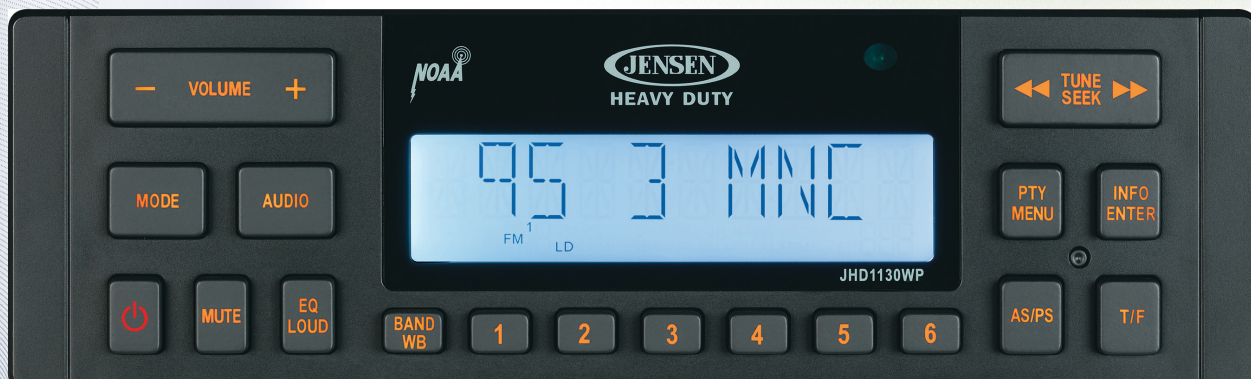 NOAA
JENSEN
HEAVY DUTY
− VOLUME +
TUNE
SEEK
MODE
AUDIO
95 3 MNC
FM 1
LD
PTY
MENU
INFO
ENTER
JHD1130WP
MUTE
EQ
LOUD
BAND
WB
1
2
3
4
5
6
AS/PS
T/F